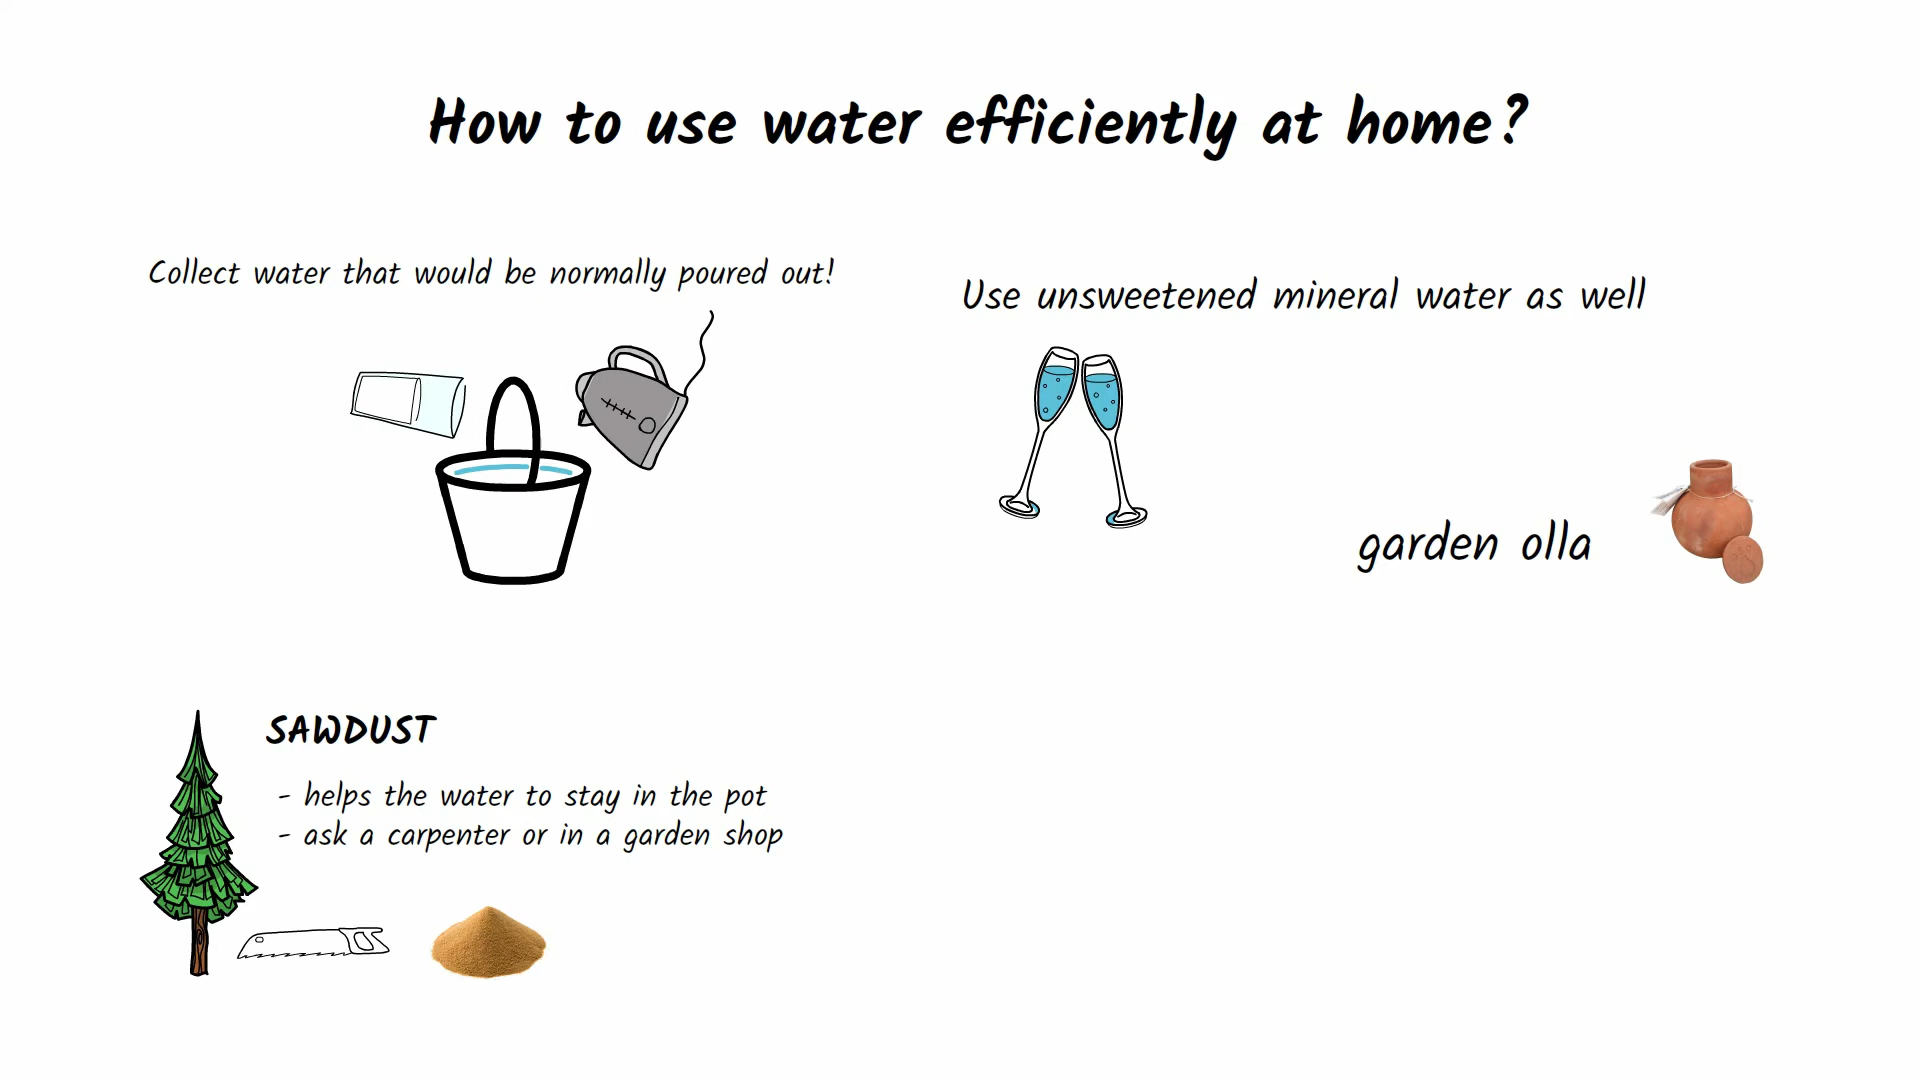 How to use water efficiently at home?
Collect water that would be normally poured out!
Use unsweetened mineral water as well
garden olla
SAWDUST
- helps the water to stay in the pot
- ask a carpenter or in a garden shop